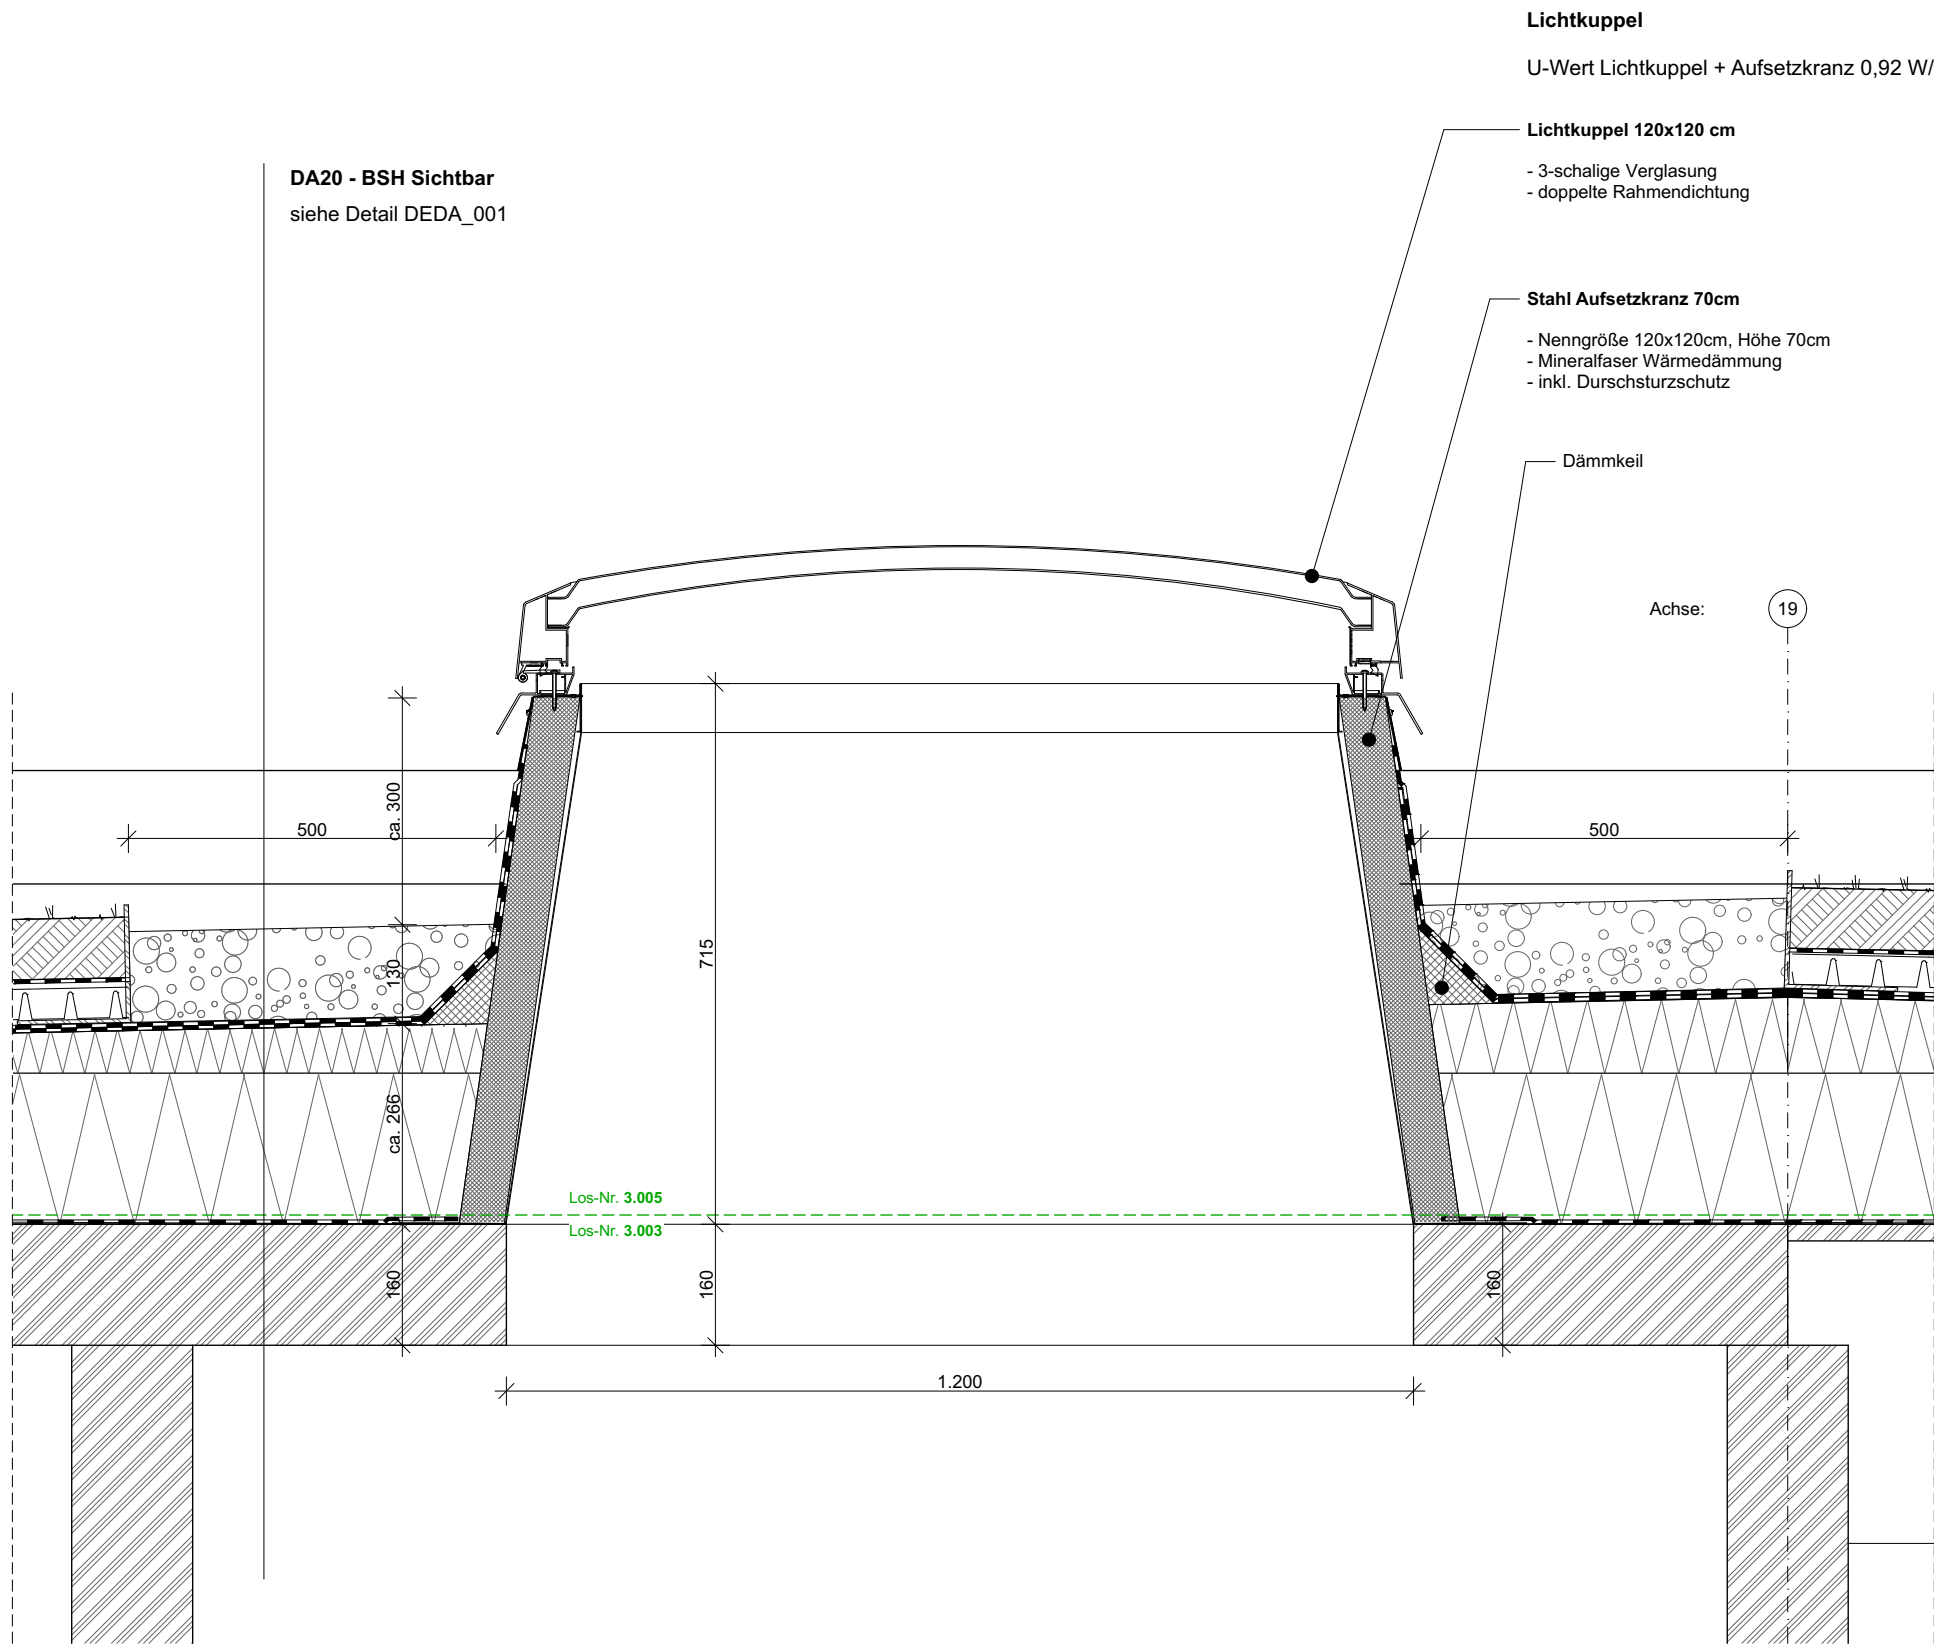 Lichtkuppel
U-Wert Lichtkuppel + Aufsetzkranz 0,92 W/
Lichtkuppel 120x120 cm
- 3-schalige Verglasung
- doppelte Rahmendichtung
DA20 - BSH Sichtbar
siehe Detail DEDA_001
Stahl Aufsetzkranz 70cm
- Nenngröße 120x120cm, Höhe 70cm
- Mineralfaser Wärmedämmung
- inkl. Durschsturzschutz
Dämmkeil
Achse:
19
ca. 300
500
500
130
715
ca. 266
Los-Nr. 3.005
Los-Nr. 3.003
160
160
160
1.200